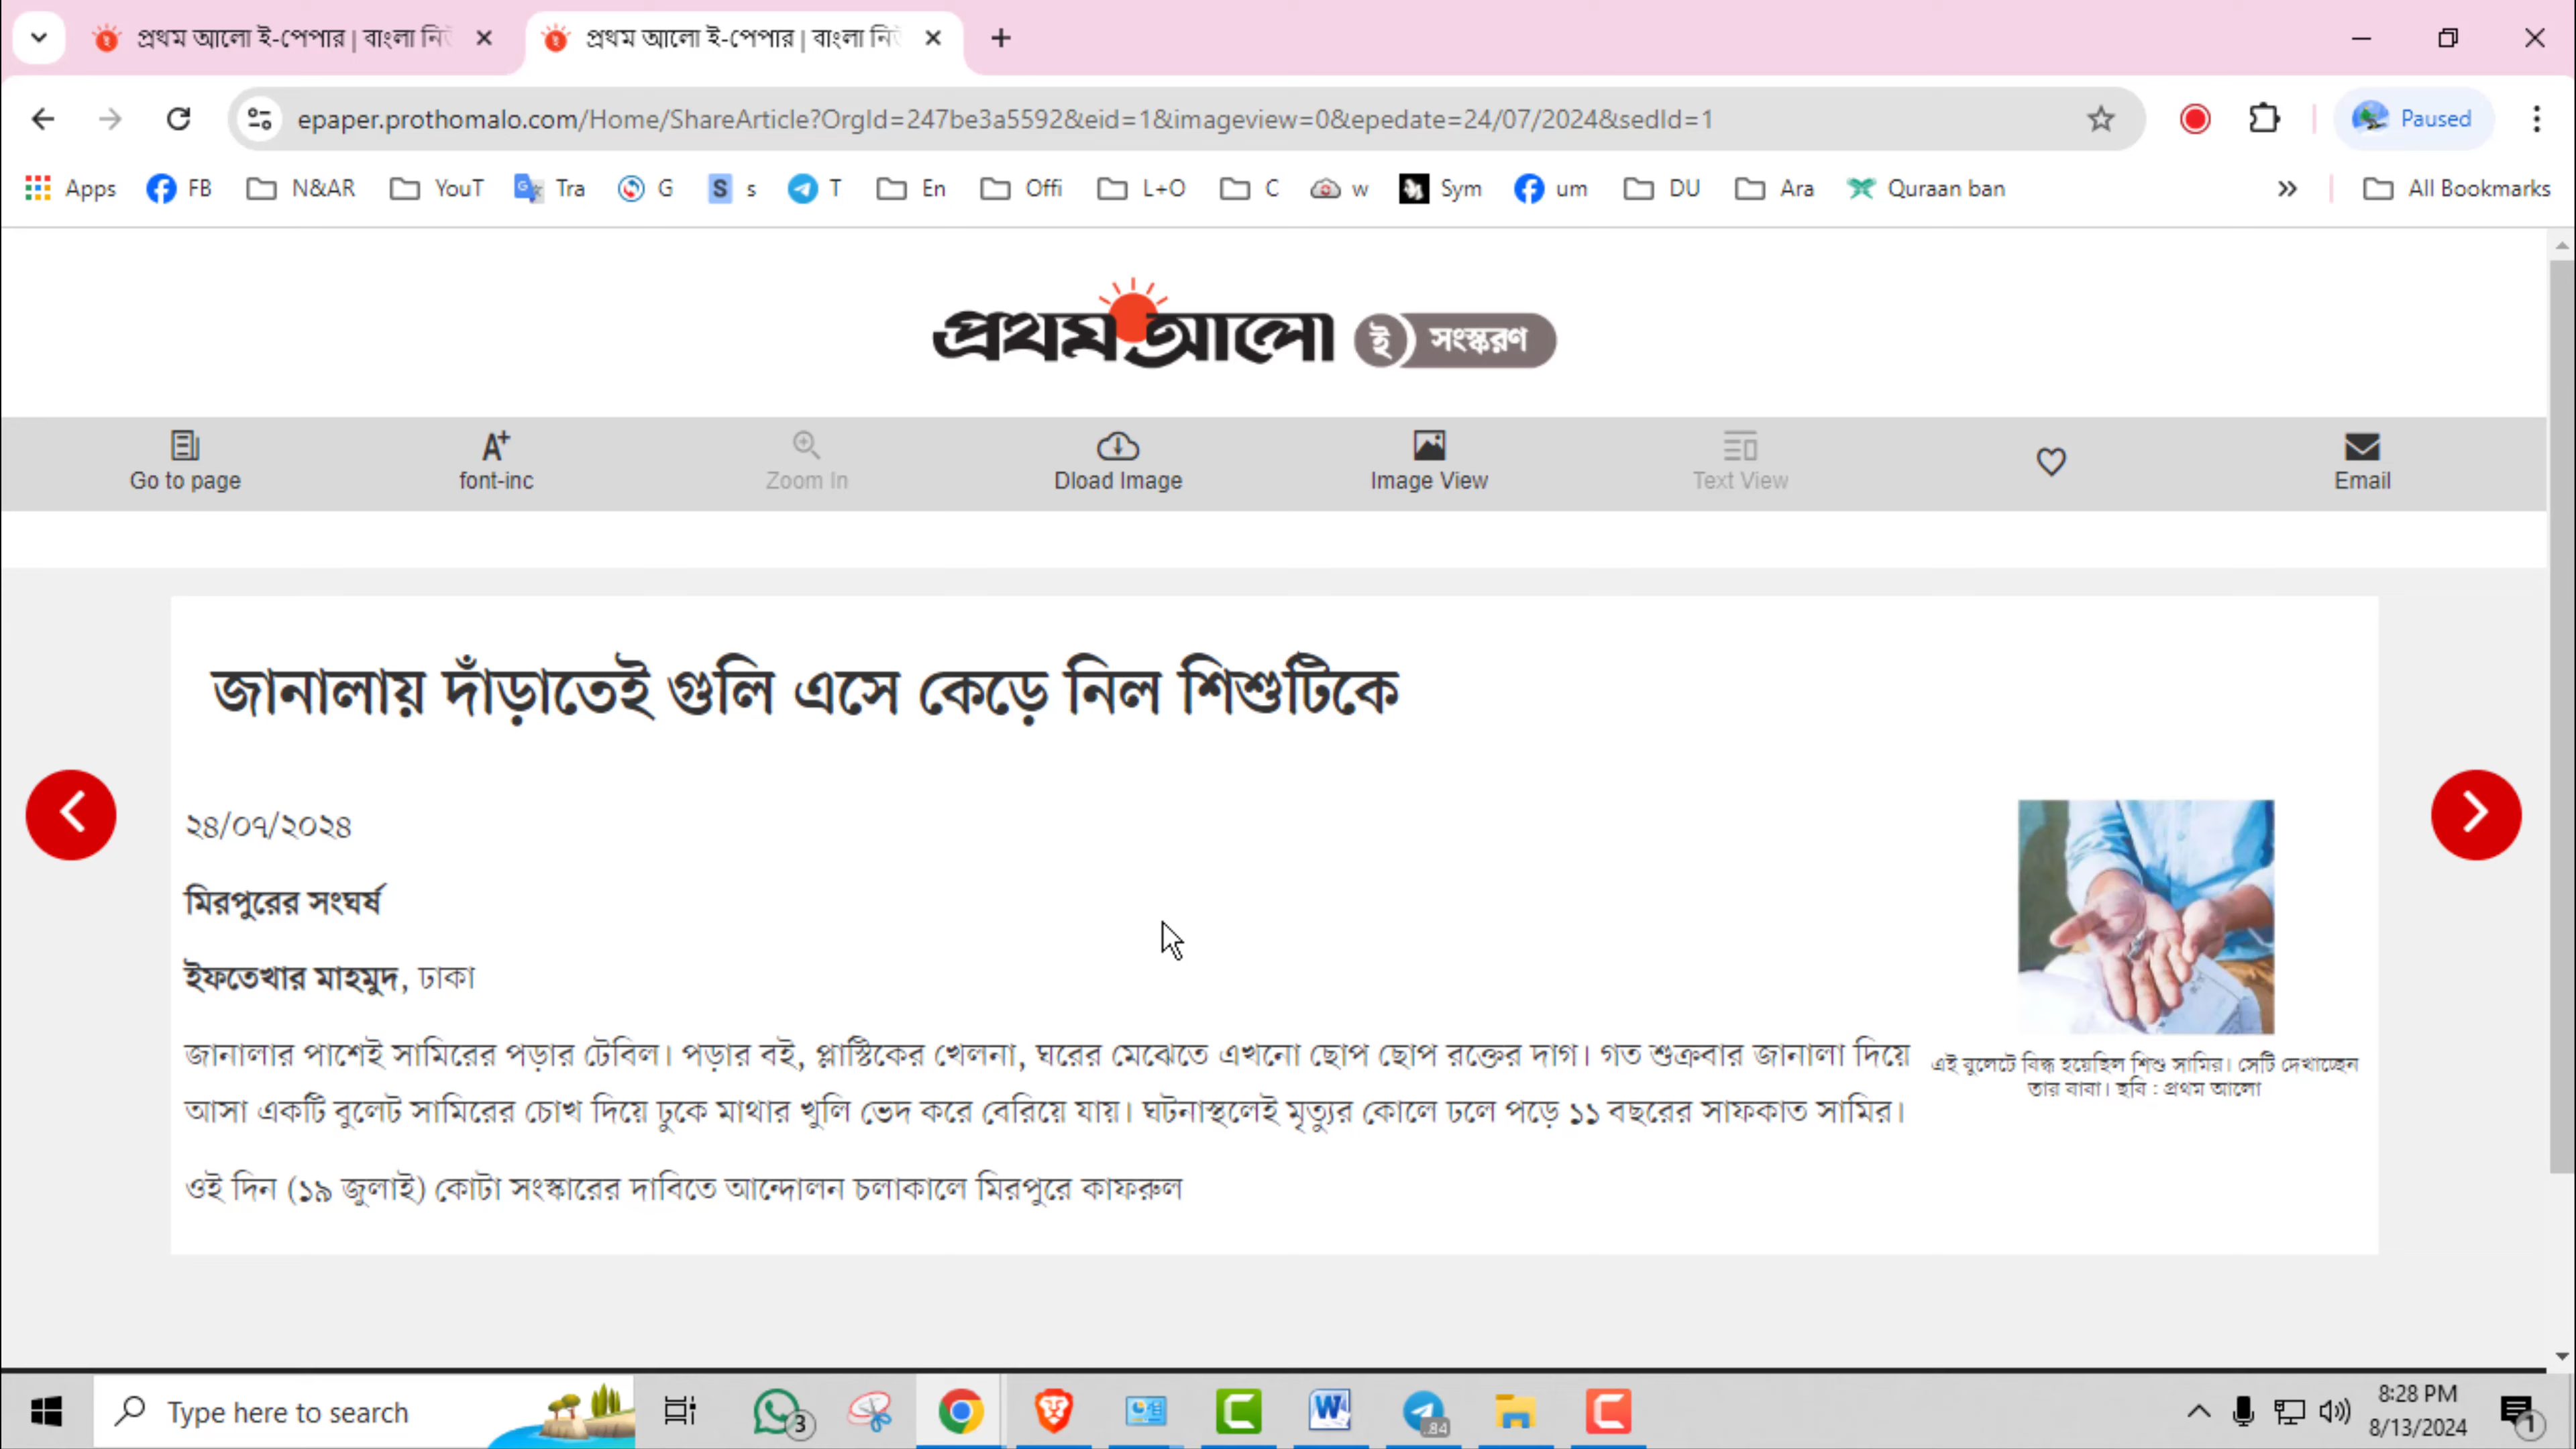 প্রথম আলো ই-পেপার | বাংলা নি
প্রথম আলো ই-পেপার | বাংলা নি
epaper.prothomalo.com/Home/ShareArticle?OrgId=247be3a5592&eid=1&imageview=0&epedate=24/07/2024&sedId=1
Paused
Apps FB N&AR YouT Tra G s T En Offi L+O C w Sym um DU Ara Quraan ban All Bookmarks
প্রথম আলো ই সংস্করণ
Go to page font-inc Zoom In Dload Image Image View Text View Email
জানালায় দাঁড়াতেই গুলি এসে কেড়ে নিল শিশুটিকে
২৪/০৭/২০২৪
মিরপুরের সংঘর্ষ
ইফতেখার মাহমুদ, ঢাকা
জানালার পাশেই সামিরের পড়ার টেবিল। পড়ার বই, প্লাস্টিকের খেলনা, ঘরের মেঝেতে এখনো ছোপ ছোপ রক্তের দাগ। গত শুক্রবার জানালা দিয়ে
আসা একটি বুলেট সামিরের চোখ দিয়ে ঢুকে মাথার খুলি ভেদ করে বেরিয়ে যায়। ঘটনাস্থলেই মৃত্যুর কোলে ঢলে পড়ে ১১ বছরের সাফকাত সামির।
ওই দিন (১৯ জুলাই) কোটা সংস্কারের দাবিতে আন্দোলন চলাকালে মিরপুরে কাফরুল
এই বুলেটে বিদ্ধ হয়েছিল শিশু সামির। সেটি দেখাচ্ছেন
তার বাবা। ছবি : প্রথম আলো
Type here to search
3
84
8:28 PM
8/13/2024
1